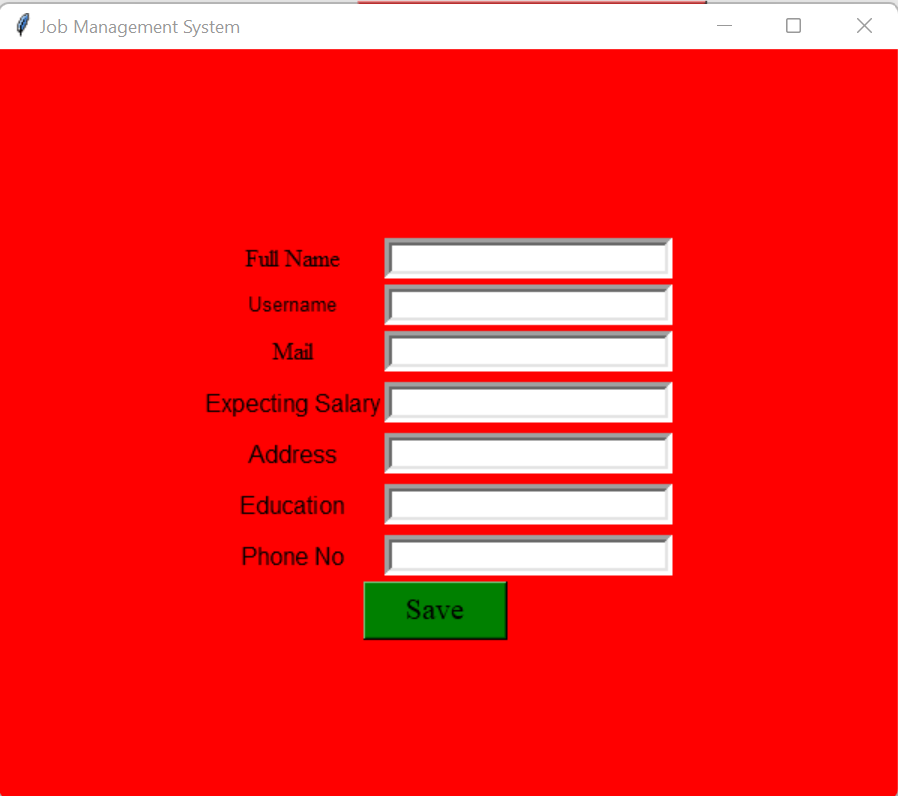 Job Management System
Full Name
Username
Mail
Expecting Salary
Address
Education
Phone No
Save